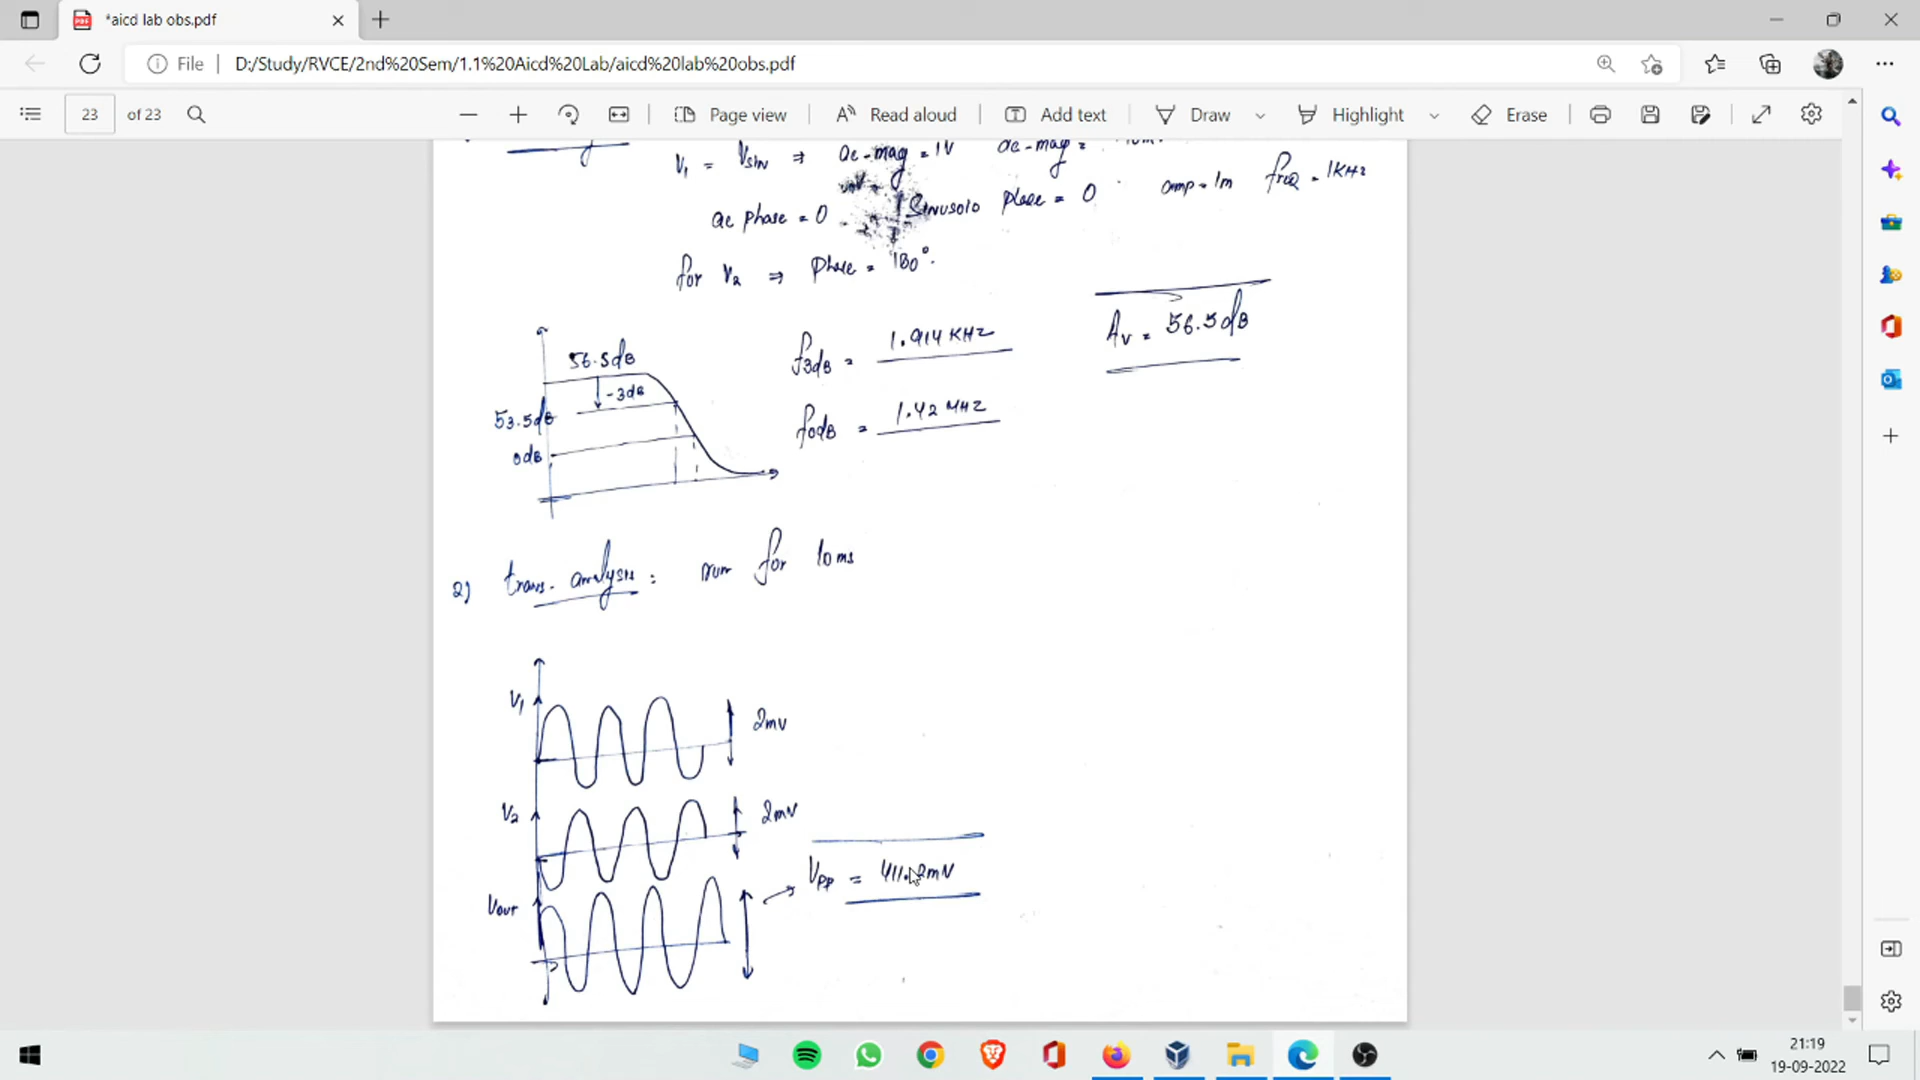 *aicd lab obs.pdf
File
D:/Study/RVCE/2nd%20Sem/1.1%20Aicd%20Lab/aicd%20lab%20obs.pdf
23 of 23
Page view
Read aloud
Add text
Draw
Highlight
Erase
V1 = Vsin ⇒ ac-mag = 1V ac-mag =
ac phase = 0 Sinusoio phase = 0 amp = 1m freq = 1KHz
for V2 ⇒ Phase = 180°.
Av = 56.5dB
56.5dB
-3dB
53.5dB
0dB
f3dB = 1.914 KHz
f0dB = 1.42 MHz
2) trans. analysis: run for 10ms
V1
2mV
V2
2mV
Vout
VPP = 411. 2mV
21:19
19-09-2022